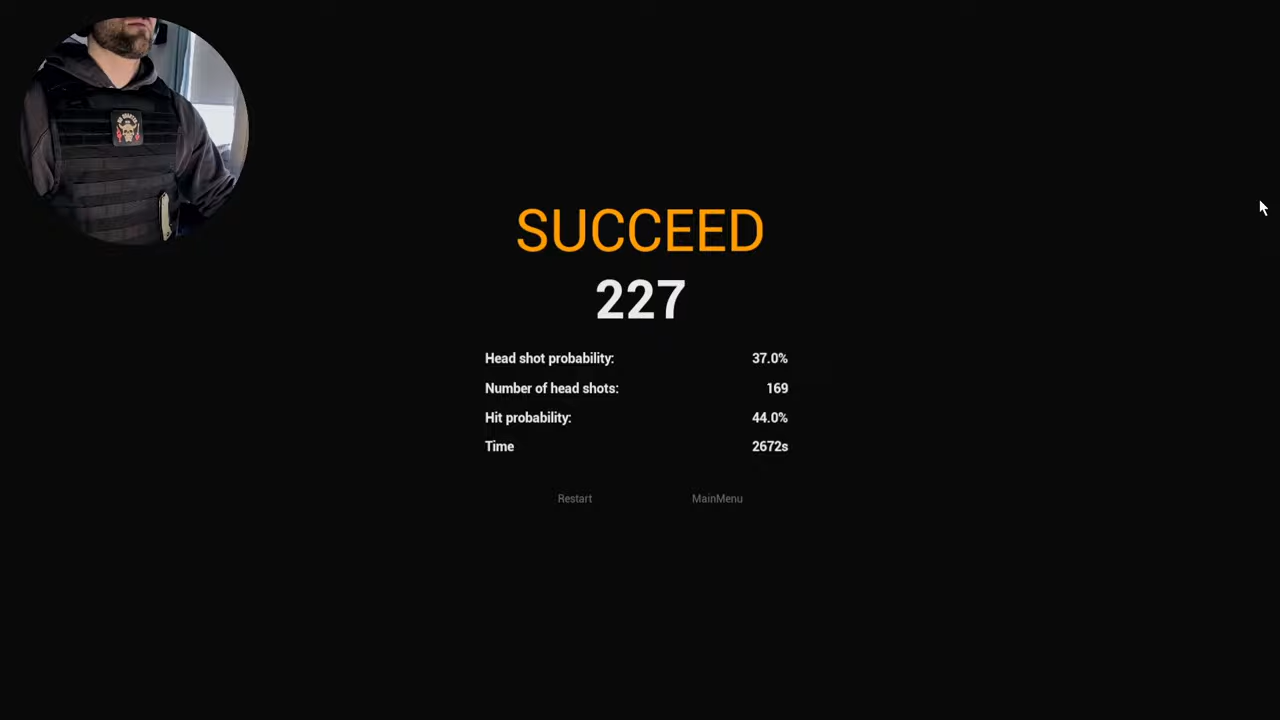 SUCCEED
227
Head shot probability: 37.0%
Number of head shots: 169
Hit probability: 44.0%
Time 2672s
Restart MainMenu